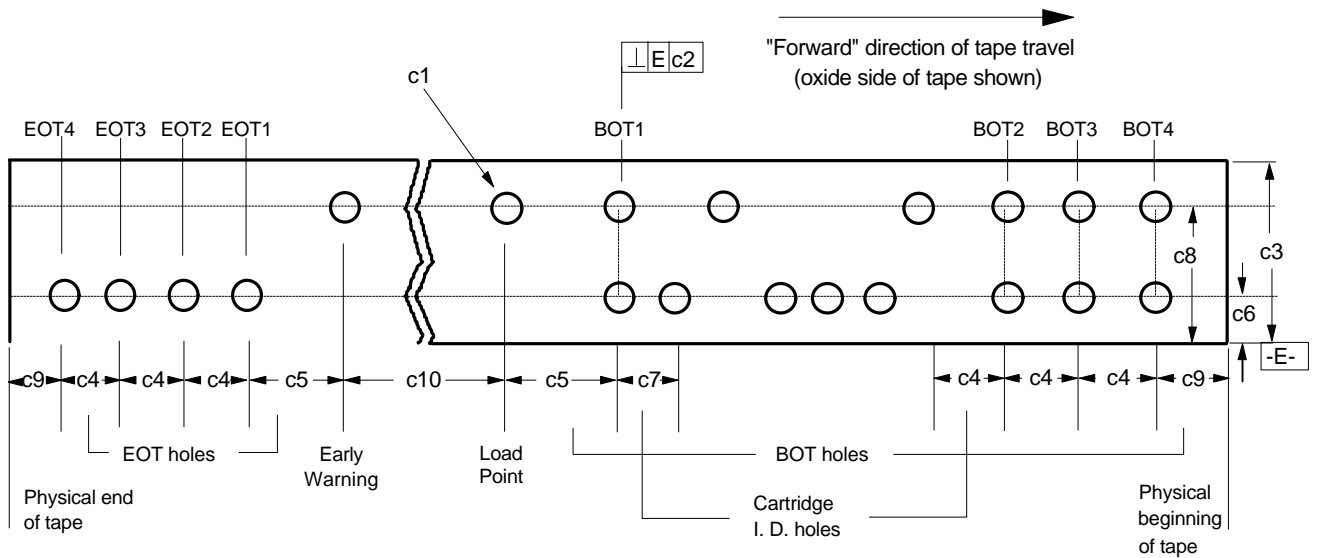 "Forward" direction of tape travel
(oxide side of tape shown)
⊥ E c2
c1
EOT4 EOT3 EOT2 EOT1 BOT1 BOT2 BOT3 BOT4
c8
c3
c6
-E-
c9 c4 c4 c4 c5 c10 c5 c7 c4 c4 c4 c9
EOT holes
Early
Warning
Load
Point
BOT holes
Physical end
of tape
Cartridge
I. D. holes
Physical
beginning
of tape